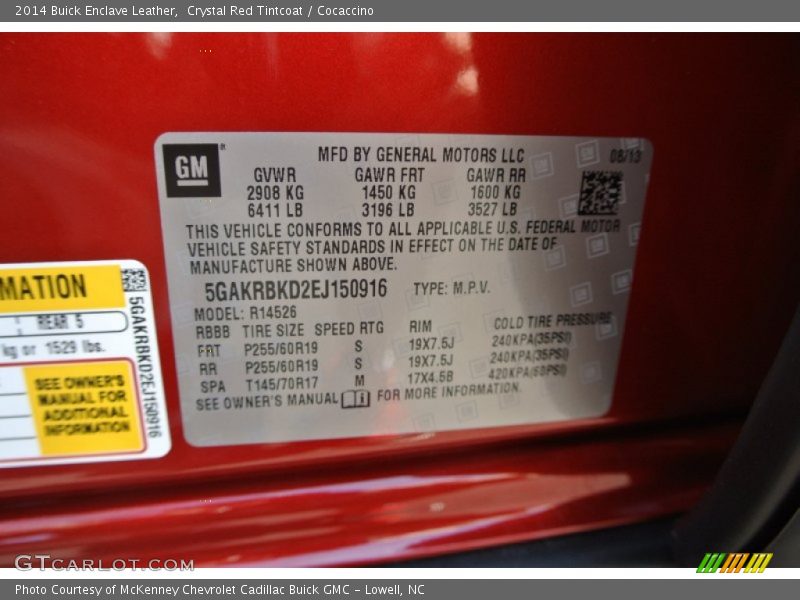 2014 Buick Enclave Leather, Crystal Red Tintcoat / Cocaccino
GM
MFD BY GENERAL MOTORS LLC
08/13
GVWR GAWR FRT GAWR RR
2908 KG 1450 KG 1600 KG
6411 LB 3196 LB 3527 LB
THIS VEHICLE CONFORMS TO ALL APPLICABLE U.S. FEDERAL MOTOR
VEHICLE SAFETY STANDARDS IN EFFECT ON THE DATE OF
MANUFACTURE SHOWN ABOVE.
5GAKRBKD2EJ150916 TYPE: M.P.V.
MODEL: R14526
RBBB TIRE SIZE SPEED RTG RIM COLD TIRE PRESSURE
FRT P255/60R19 S 19X7.5J 240KPA(35PSI)
RR P255/60R19 S 19X7.5J 240KPA(35PSI)
SPA T145/70R17 M 17X4.5B 420KPA(60PSI)
SEE OWNER'S MANUAL FOR MORE INFORMATION.
MATION
REAR 5
kg or 1529 lbs.
SEE OWNER'S
MANUAL FOR
ADDITIONAL
INFORMATION
5GAKRBKD2EJ150916
GTCARLOT.COM
Photo Courtesy of McKenney Chevrolet Cadillac Buick GMC - Lowell, NC